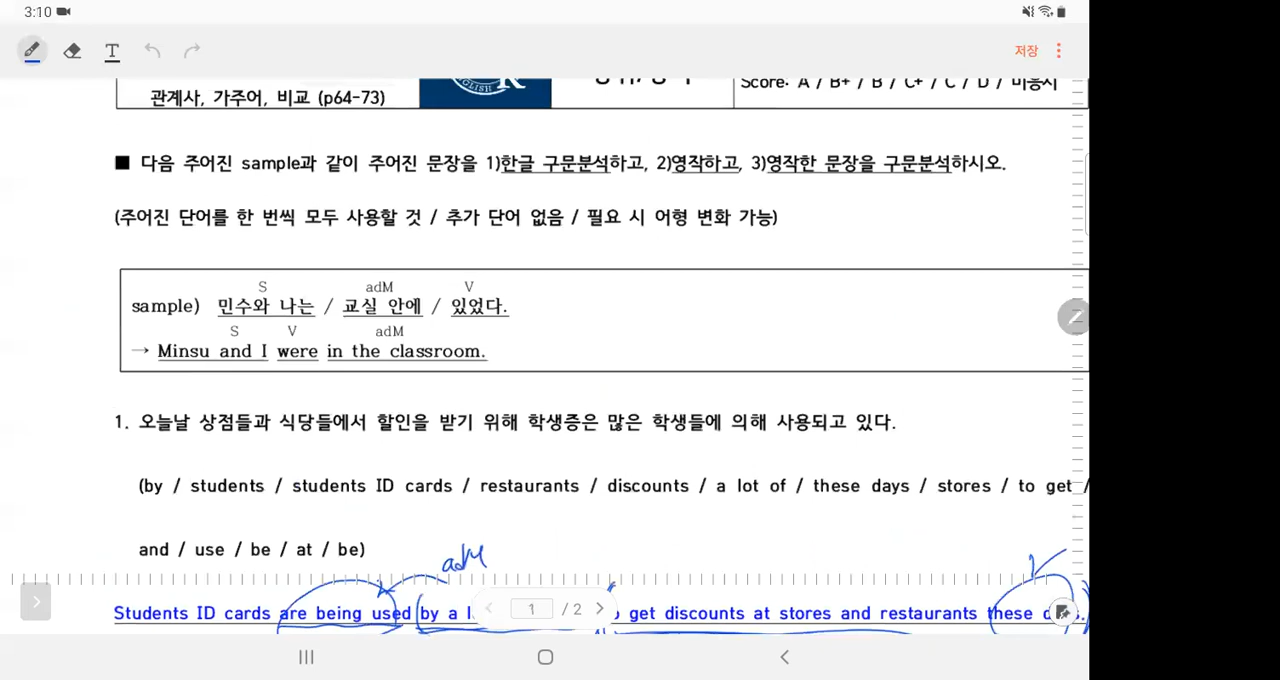 3:10
저장
관계사, 가주어, 비교 (p64-73)
GLISH
Score: A / B+ / B / C+ / C / D / 미응시
■ 다음 주어진 sample과 같이 주어진 문장을 1)한글 구문분석하고, 2)영작하고, 3)영작한 문장을 구문분석하시오.
(주어진 단어를 한 번씩 모두 사용할 것 / 추가 단어 없음 / 필요 시 어형 변화 가능)
S adM V
sample) 민수와 나는 / 교실 안에 / 있었다.
S V adM
→ Minsu and I were in the classroom.
1. 오늘날 상점들과 식당들에서 할인을 받기 위해 학생증은 많은 학생들에 의해 사용되고 있다.
(by / students / students ID cards / restaurants / discounts / a lot of / these days / stores / to get /
and / use / be / at / be)
adM
Students ID cards are being used by a get discounts at stores and restaurants these
1 / 2